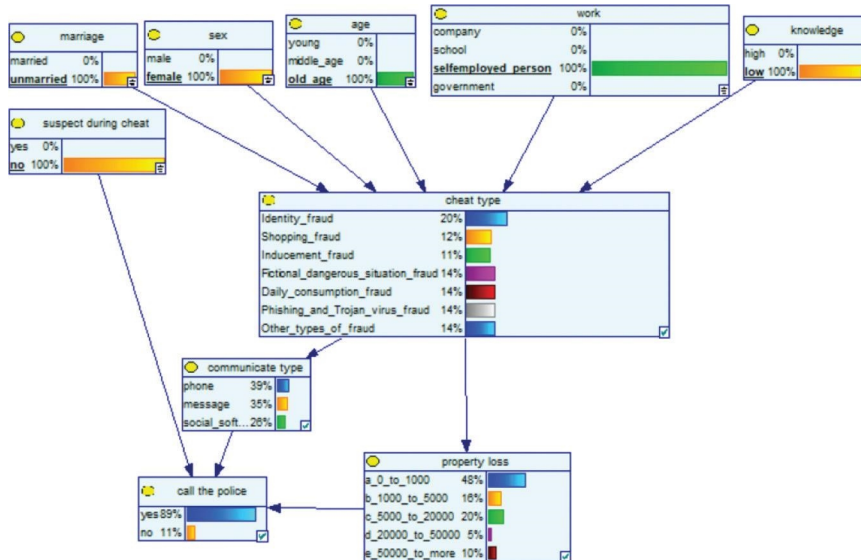 marriage
married 0%
unmarried 100%
sex
male 0%
female 100%
age
young 0%
middle_age 0%
old_age 100%
work
company 0%
school 0%
selfemployed_person 100%
government 0%
knowledge
high 0%
low 100%
suspect during cheat
yes 0%
no 100%
cheat type
Identity_fraud 20%
Shopping_fraud 12%
Inducement_fraud 11%
Fictional_dangerous_situation_fraud 14%
Daily_consumption_fraud 14%
Phishing_and_Trojan_virus_fraud 14%
Other_types_of_fraud 14%
communicate type
phone 39%
message 35%
social_soft... 26%
property loss
a_0_to_1000 48%
b_1000_to_5000 16%
c_5000_to_20000 20%
d_20000_to_50000 5%
e_50000_to_more 10%
call the police
yes 89%
no 11%